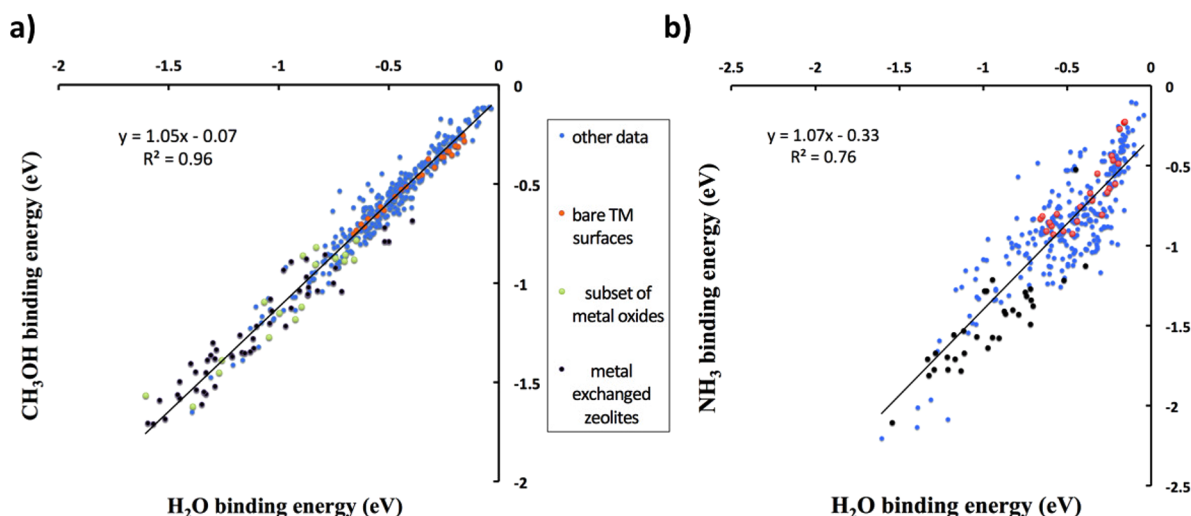 a)
-2 -1.5 -1 -0.5 0
0
-0.5
-1
-1.5
-2
y = 1.05x - 0.07
R² = 0.96
CH₃OH binding energy (eV)
H₂O binding energy (eV)
other data
bare TM
surfaces
subset of
metal oxides
metal
exchanged
zeolites
b)
-2.5 -2 -1.5 -1 -0.5 0
0
-0.5
-1
-1.5
-2
-2.5
y = 1.07x - 0.33
R² = 0.76
NH₃ binding energy (eV)
H₂O binding energy (eV)